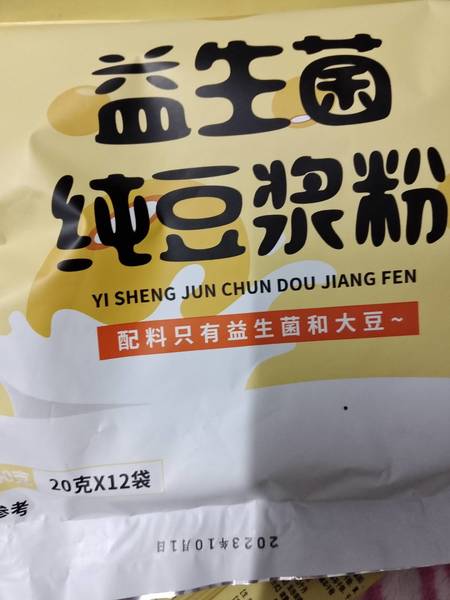 益生菌
纯豆浆粉
YI SHENG JUN CHUN DOU JIANG FEN
配料只有益生菌和大豆~
20克X12袋
参考
2023年10月1日